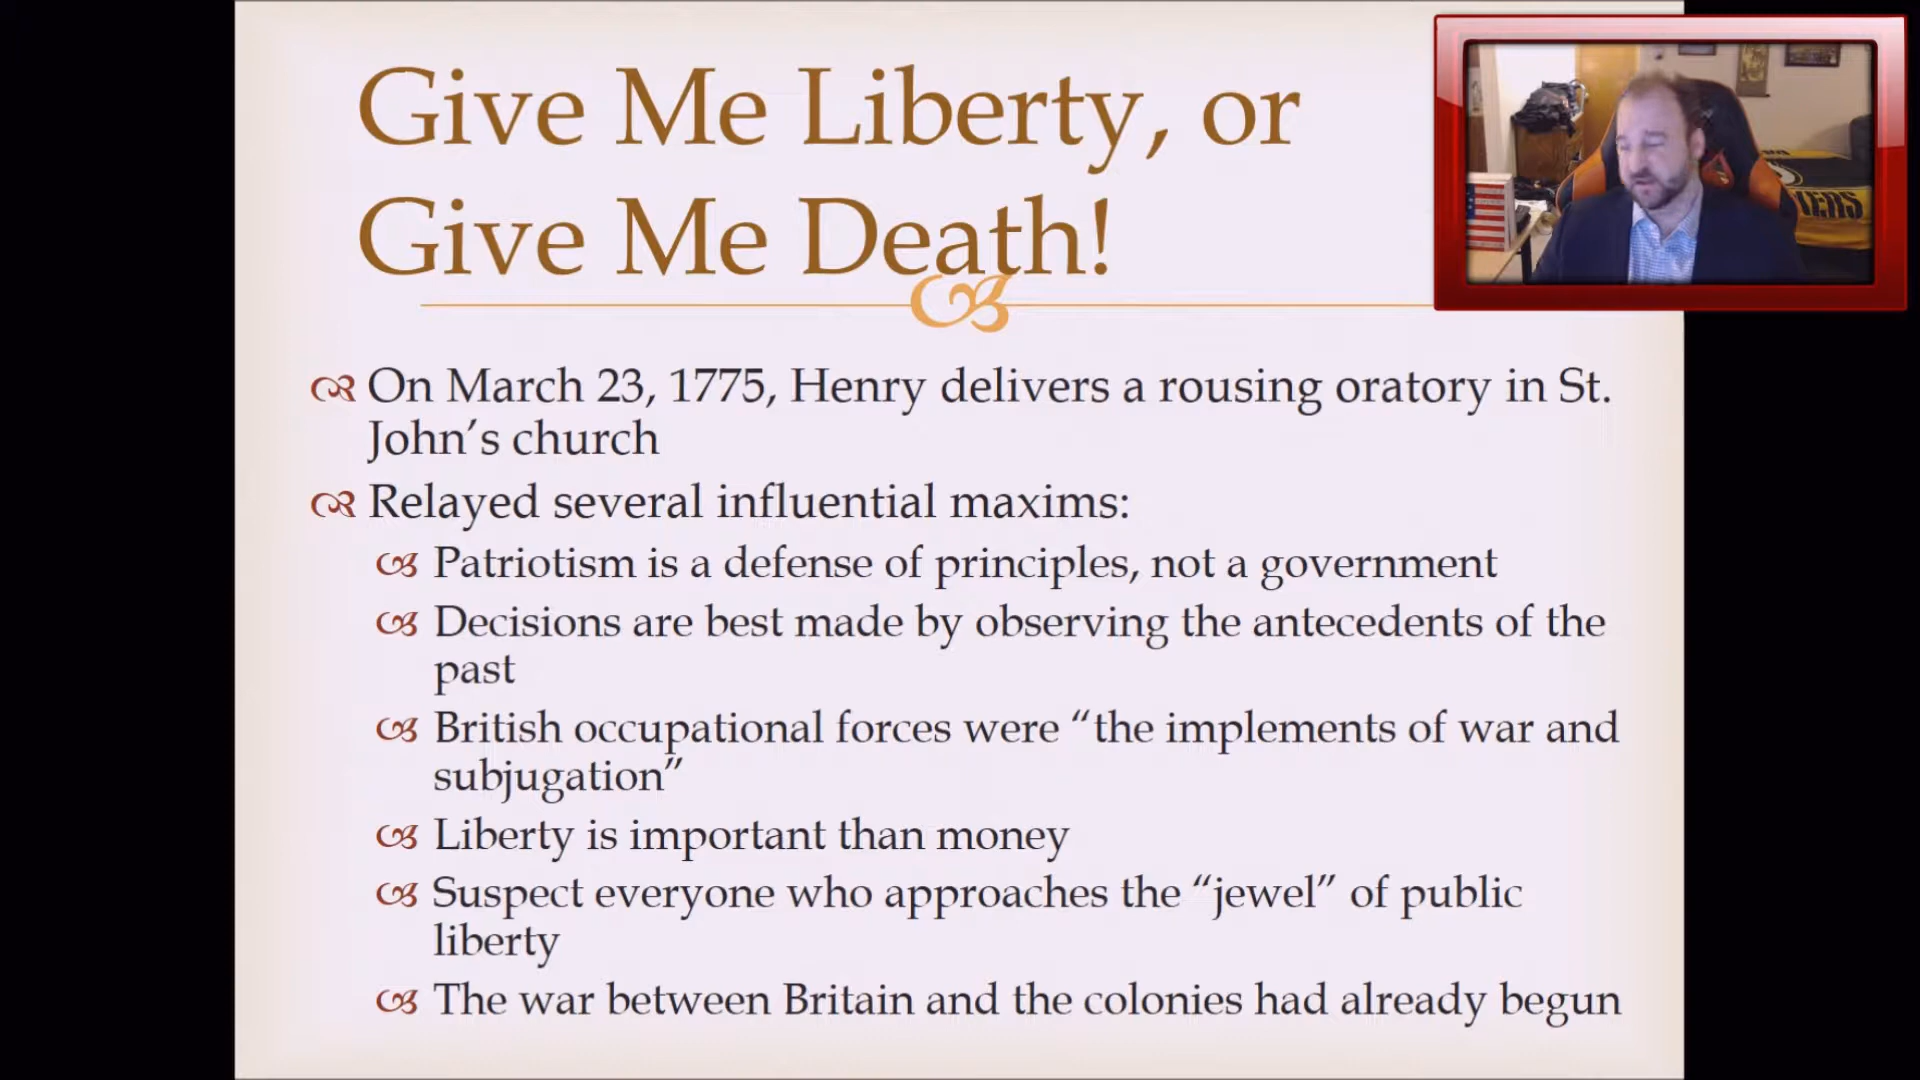 Give Me Liberty, or
Give Me Death!
On March 23, 1775, Henry delivers a rousing oratory in St.
John’s church
Relayed several influential maxims:
Patriotism is a defense of principles, not a government
Decisions are best made by observing the antecedents of the
past
British occupational forces were “the implements of war and
subjugation”
Liberty is important than money
Suspect everyone who approaches the “jewel” of public
liberty
The war between Britain and the colonies had already begun